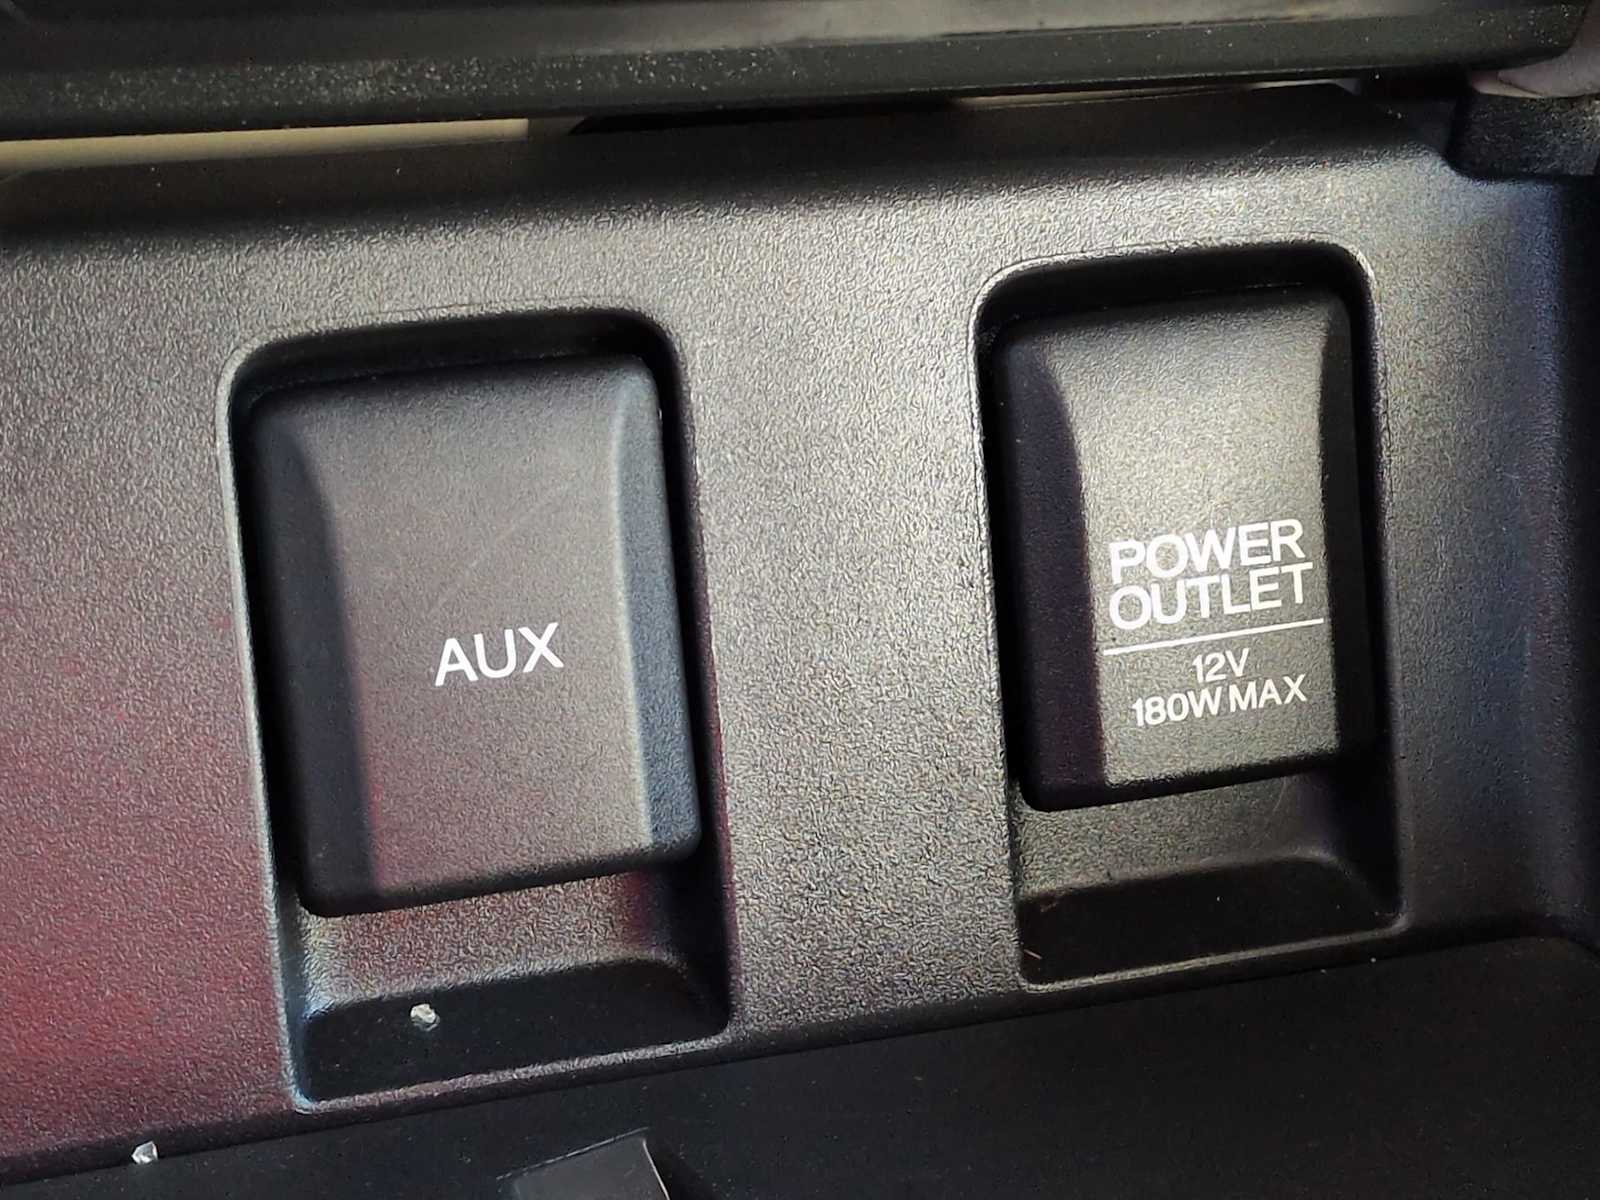 AUX
POWER
OUTLET
12V
180W MAX